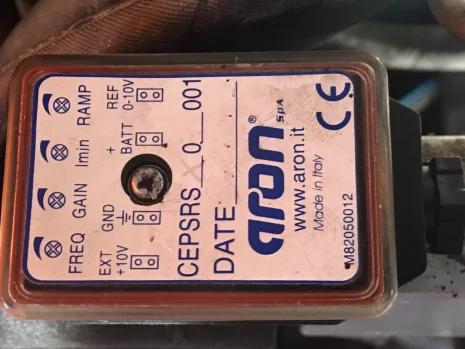 RAMP
Imin
GAIN
FREQ
REF
0-10V
+
BATT
GND
EXT
+10V
CEPSRS__0__001
DATE
aron® SpA
www.aron.it
Made in Italy
CE
M82050012